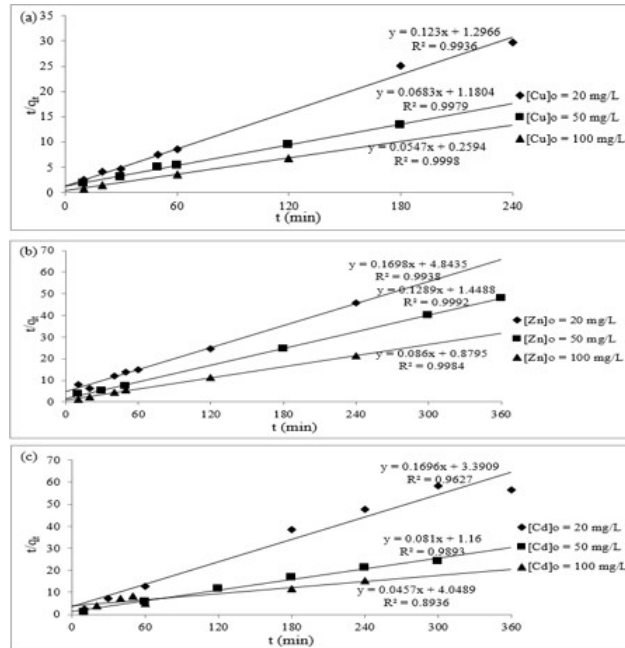 (a)
35
30
25
20
15
10
5
0
t/qt
y = 0.123x + 1.2966
R² = 0.9936
y = 0.0683x + 1.1804
R² = 0.9979
y = 0.0547x + 0.2594
R² = 0.9998
[Cu]o = 20 mg/L
[Cu]o = 50 mg/L
[Cu]o = 100 mg/L
0 60 120 180 240
t (min)
(b)
70
60
50
40
30
20
10
0
t/qt
y = 0.1698x + 4.8435
R² = 0.9938
y = 0.1289x + 1.4488
R² = 0.9992
y = 0.086x + 0.8795
R² = 0.9984
[Zn]o = 20 mg/L
[Zn]o = 50 mg/L
[Zn]o = 100 mg/L
0 60 120 180 240 300 360
t (min)
(c)
70
60
50
40
30
20
10
0
t/qt
y = 0.1696x + 3.3909
R² = 0.9627
y = 0.081x + 1.16
R² = 0.9893
y = 0.0457x + 4.0489
R² = 0.8936
[Cd]o = 20 mg/L
[Cd]o = 50 mg/L
[Cd]o = 100 mg/L
0 60 120 180 240 300 360
t (min)